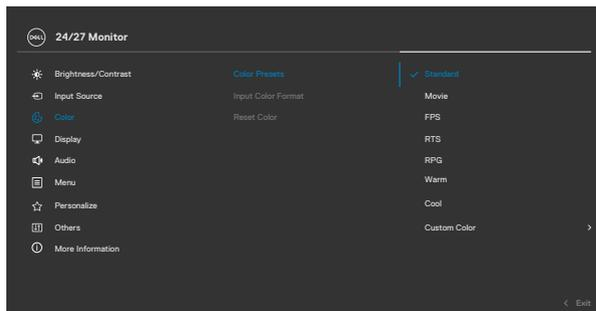 DELL 24/27 Monitor
Brightness/Contrast Color Presets Standard
Input Source Input Color Format Movie
Color Reset Color FPS
Display RTS
Audio RPG
Menu Warm
Personalize Cool
Others Custom Color
More Information
Exit